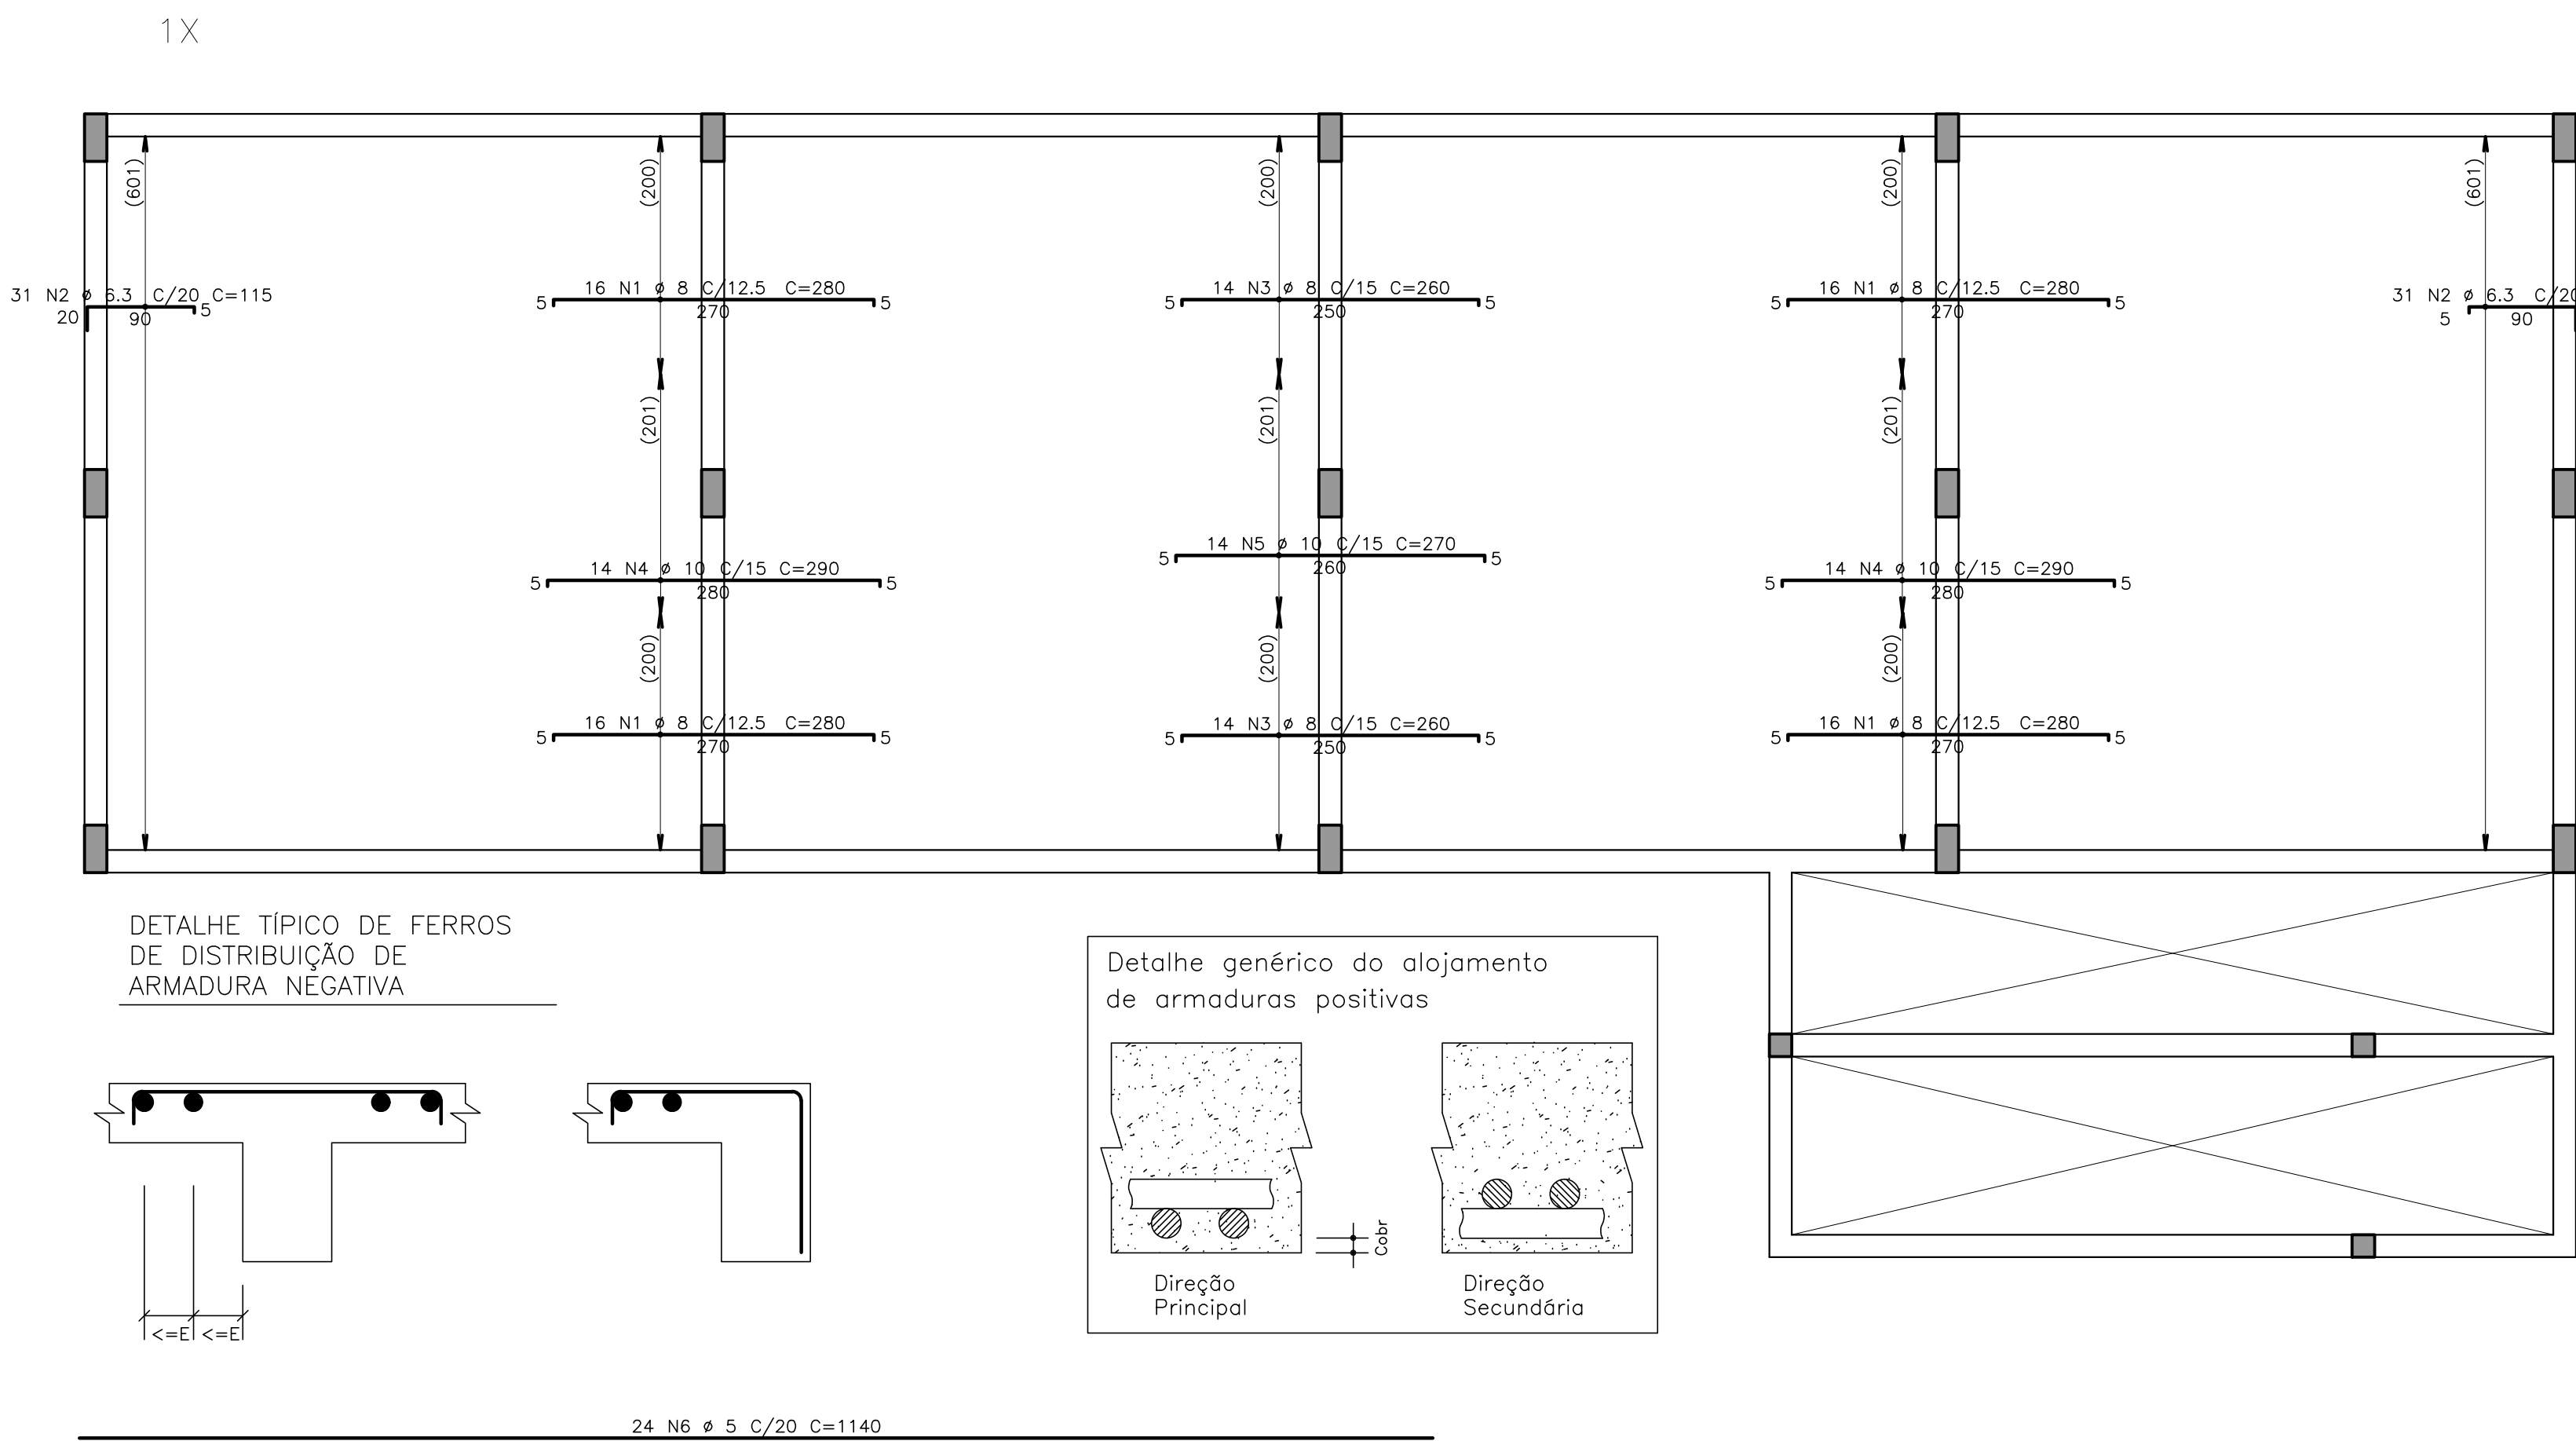 1X
(601)
(200)
(200)
(200)
(601)
31 N2 ø 6.3 C/20 C=115
20
90
5
16 N1 ø 8 C/12.5 C=280
5
270
5
14 N3 ø 8 C/15 C=260
5
250
5
16 N1 ø 8 C/12.5 C=280
5
270
5
31 N2 ø 6.3 C/20
5
90
(201)
(201)
(201)
14 N4 ø 10 C/15 C=290
5
280
5
14 N5 ø 10 C/15 C=270
5
260
5
14 N4 ø 10 C/15 C=290
5
280
5
(200)
(200)
(200)
16 N1 ø 8 C/12.5 C=280
5
270
5
14 N3 ø 8 C/15 C=260
5
250
5
16 N1 ø 8 C/12.5 C=280
5
270
5
DETALHE TÍPICO DE FERROS
DE DISTRIBUIÇÃO DE
ARMADURA NEGATIVA
<=E <=E
Detalhe genérico do alojamento
de armaduras positivas
Cobr
Direção
Principal
Direção
Secundária
24 N6 ø 5 C/20 C=1140